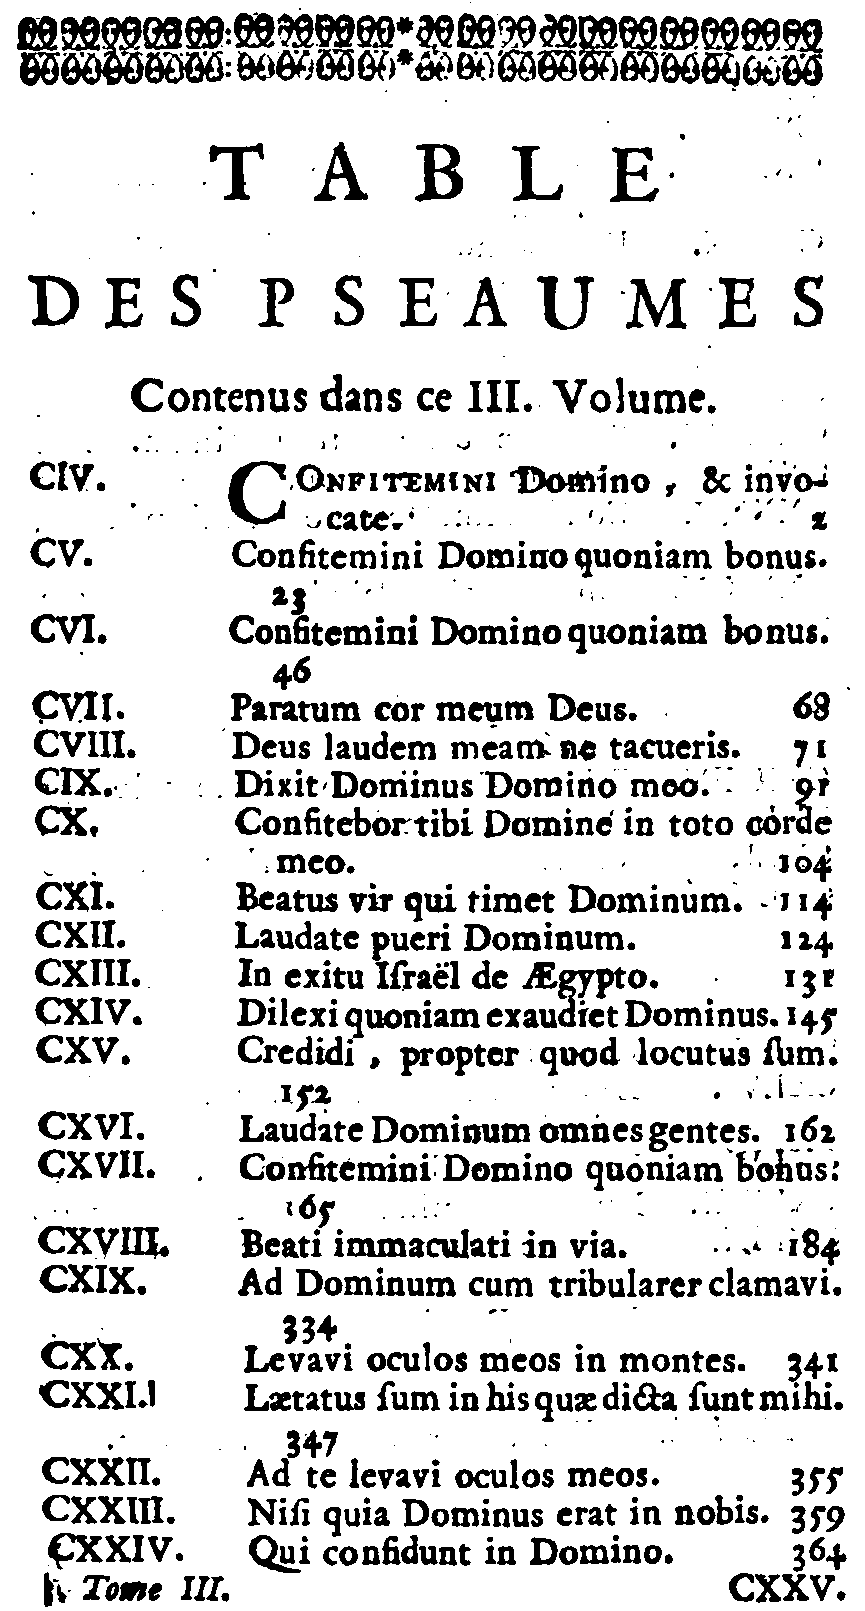 TABLE
DES PSEAUMES
Contenus dans ce III. Volume.
CIV. CONFITEMINI Domino, & invo-
cate. 2
CV. Confitemini Domino quoniam bonus.
23
CVI. Confitemini Domino quoniam bonus.
46
CVII. Paratum cor meum Deus. 68
CVIII. Deus laudem meam ne tacueris. 71
CIX. Dixit Dominus Domino meo. 91
CX. Confitebor tibi Domine in toto corde
meo. 104
CXI. Beatus vir qui timet Dominum. 114
CXII. Laudate pueri Dominum. 124
CXIII. In exitu Iſraël de Ægypto. 131
CXIV. Dilexi quoniam exaudiet Dominus. 145
CXV. Credidi, propter quod locutus ſum.
152
CXVI. Laudate Dominum omnes gentes. 162
CXVII. Confitemini Domino quoniam bonus.
165
CXVIII. Beati immaculati in via. 184
CXIX. Ad Dominum cum tribularer clamavi.
334
CXX. Levavi oculos meos in montes. 341
CXXI. Lætatus ſum in his quæ dicta ſunt mihi.
347
CXXII. Ad te levavi oculos meos. 355
CXXIII. Niſi quia Dominus erat in nobis. 359
CXXIV. Qui confidunt in Domino. 364
Tome III. CXXV.